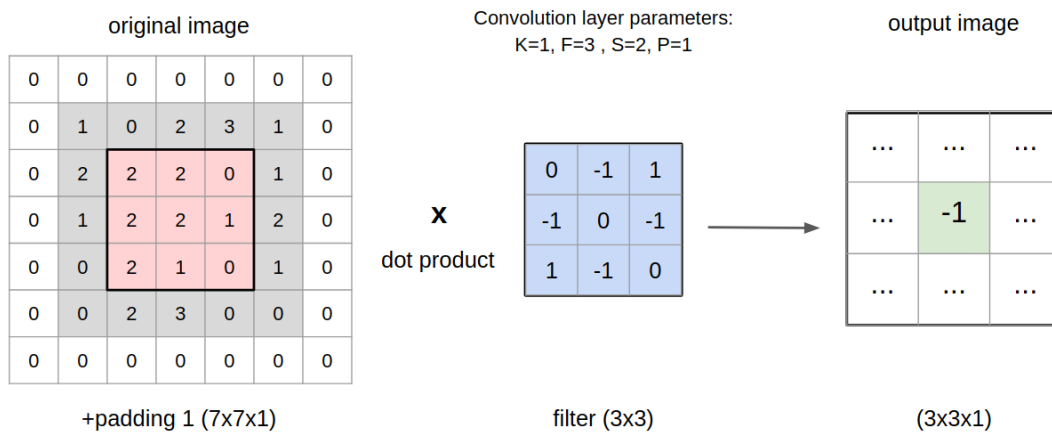 Convolution layer parameters:
K=1, F=3 , S=2, P=1
original image
output image
0 0 0 0 0 0 0
0 1 0 2 3 1 0
0 2 2 2 0 1 0
0 1 2 2 1 2 0
0 0 2 1 0 1 0
0 0 2 3 0 0 0
0 0 0 0 0 0 0
x
dot product
0 -1 1
-1 0 -1
1 -1 0
... ... ...
... -1 ...
... ... ...
+padding 1 (7x7x1)
filter (3x3)
(3x3x1)